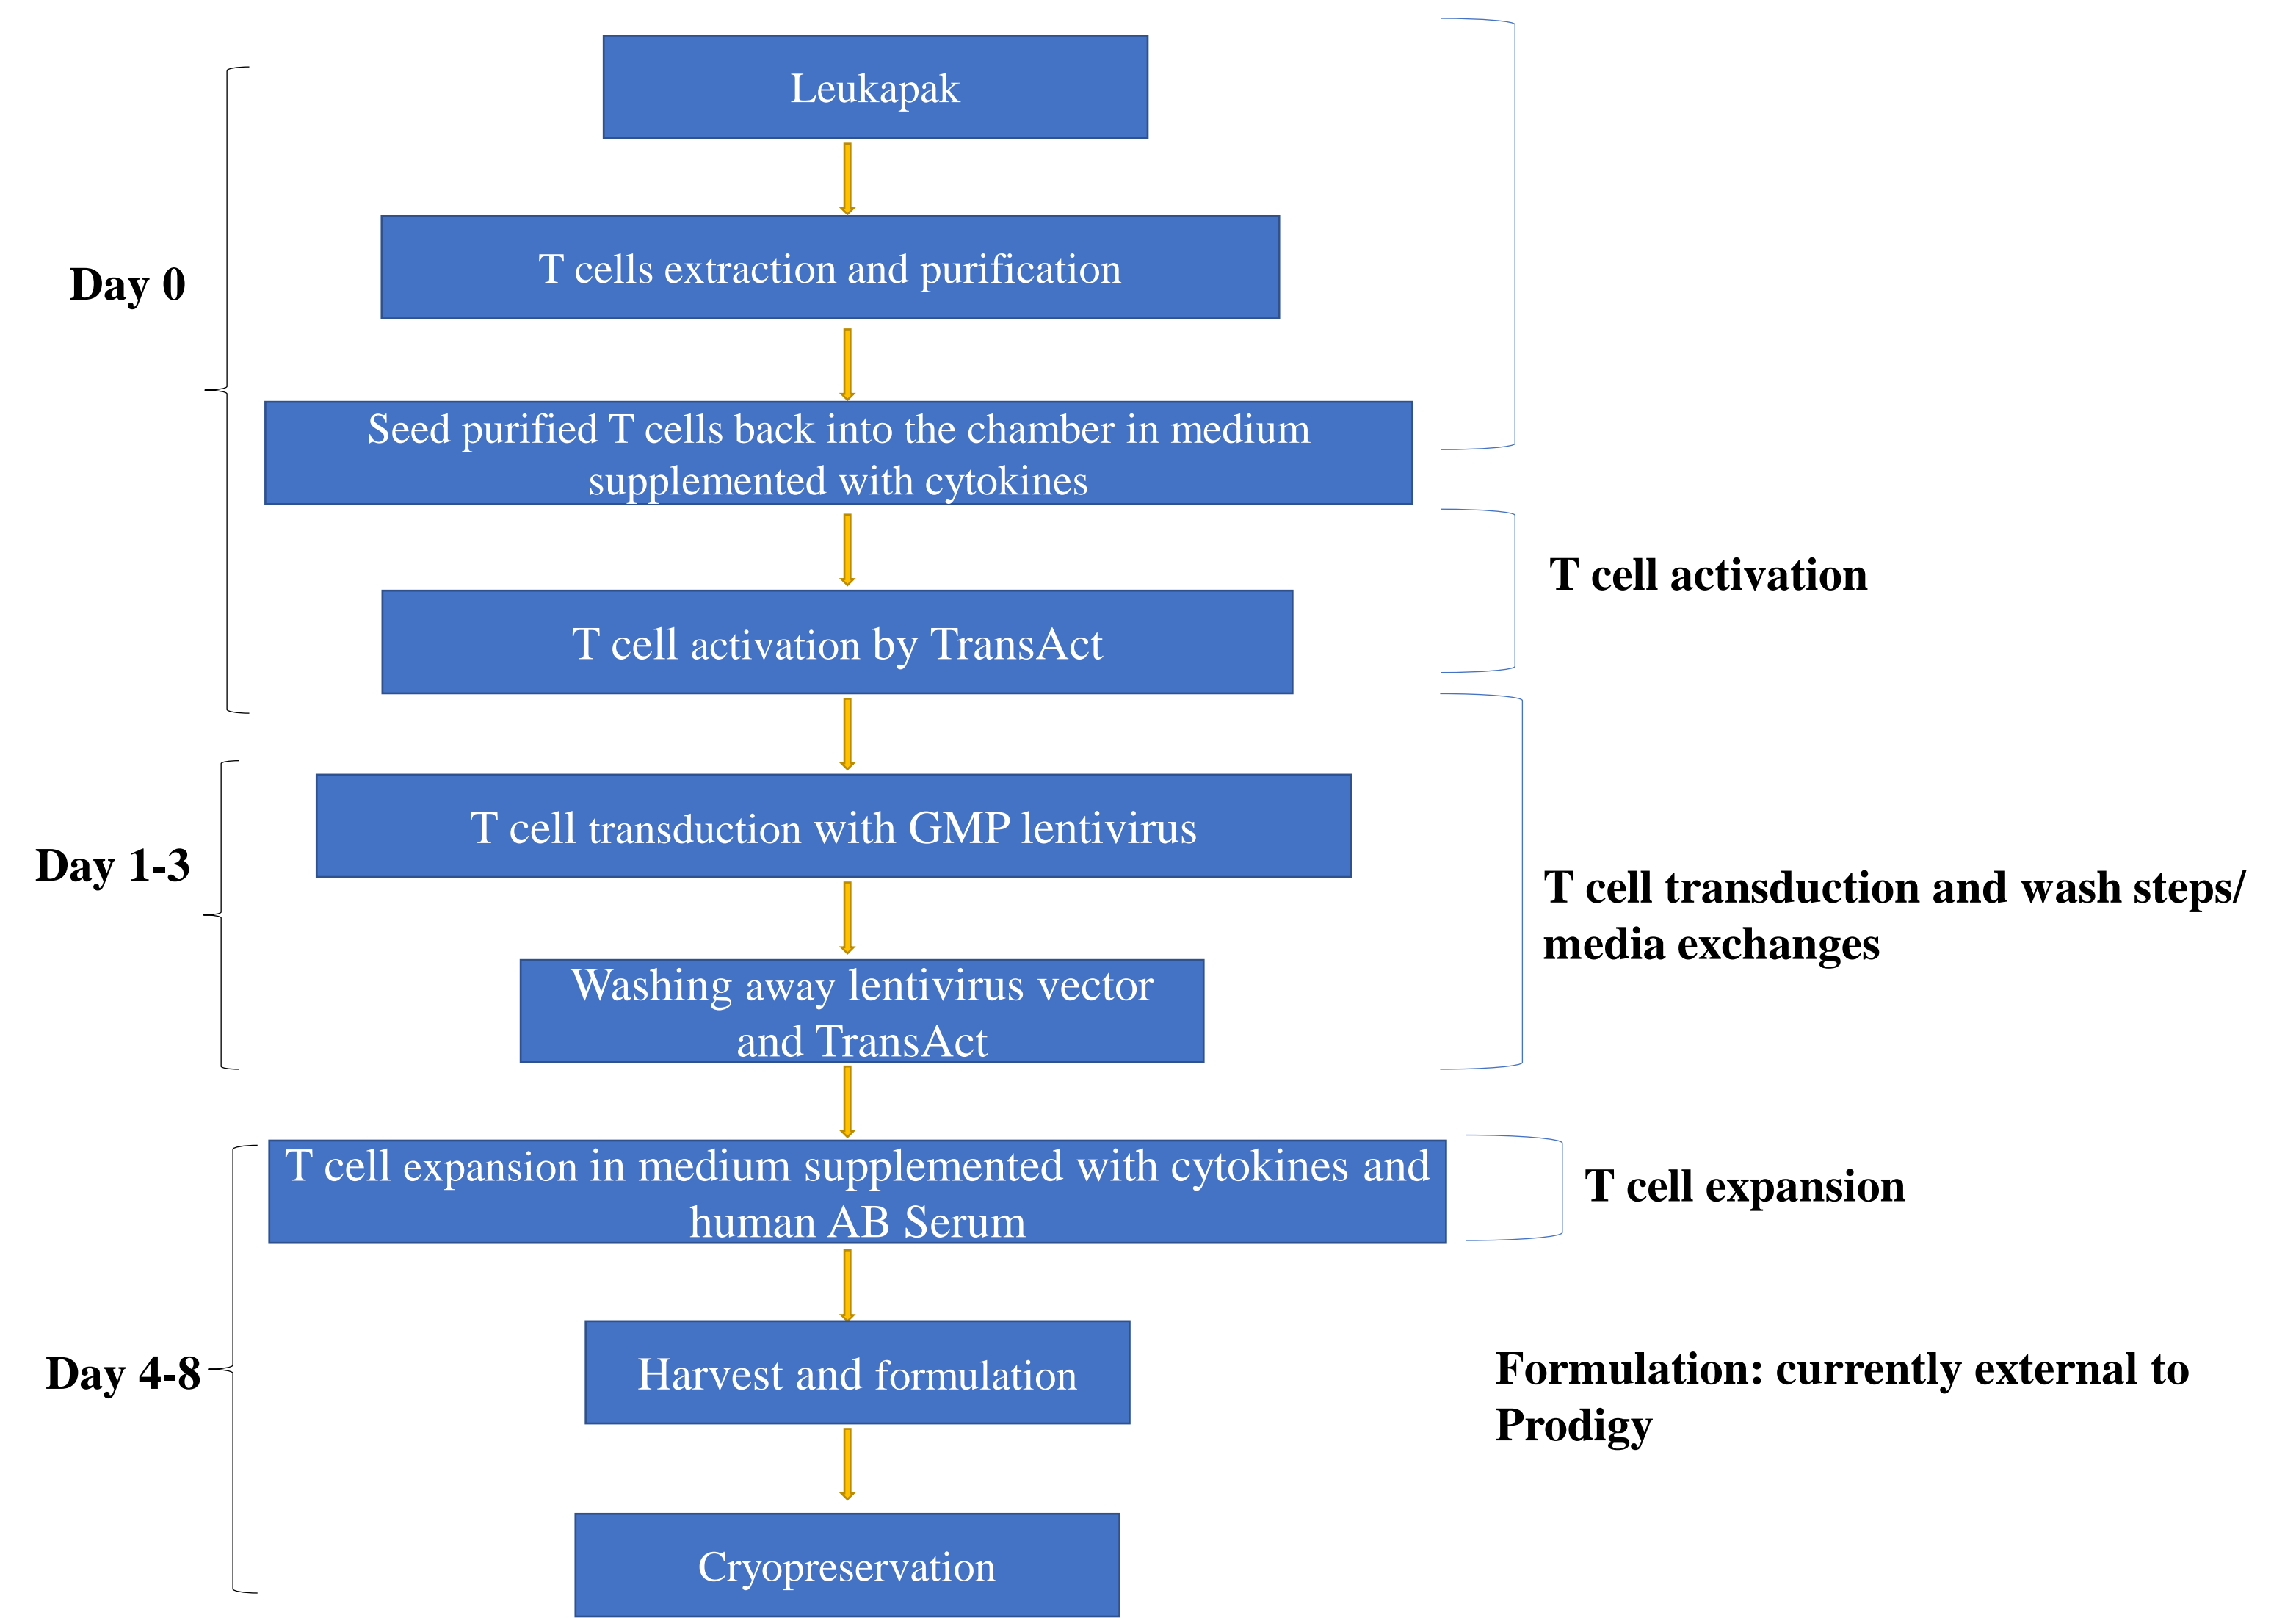 Leukapak
T cells extraction and purification
Day 0
Seed purified T cells back into the chamber in medium
supplemented with cytokines
T cell activation
T cell activation by TransAct
T cell transduction with GMP lentivirus
Day 1-3
T cell transduction and wash steps/
media exchanges
Washing away lentivirus vector
and TransAct
T cell expansion in medium supplemented with cytokines and
human AB Serum
T cell expansion
Harvest and formulation
Day 4-8
Formulation: currently external to
Prodigy
Cryopreservation